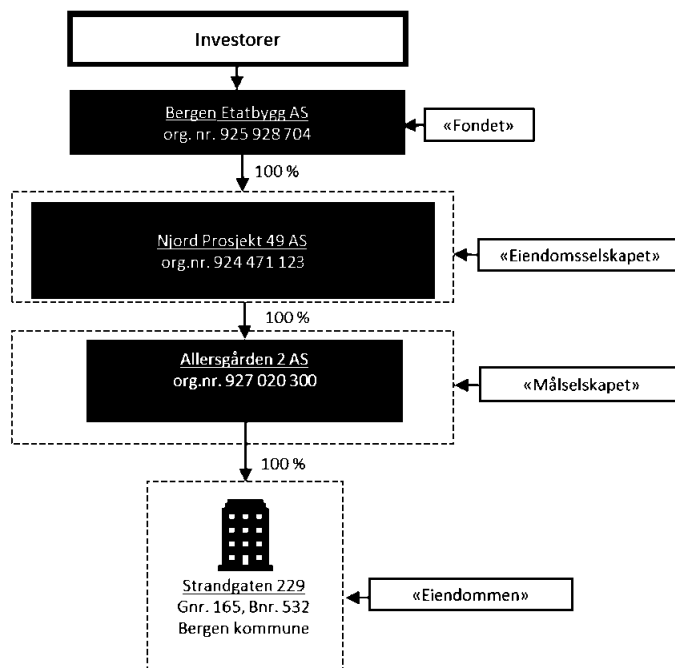 Investorer
Bergen Etatbygg AS
org. nr. 925 928 704
«Fondet»
100 %
Njord Prosjekt 49 AS
org.nr. 924 471 123
«Eiendomsselskapet»
100 %
Allersgården 2 AS
org.nr. 927 020 300
«Målselskapet»
100 %
Strandgaten 229
Gnr. 165, Bnr. 532
Bergen kommune
«Eiendommen»